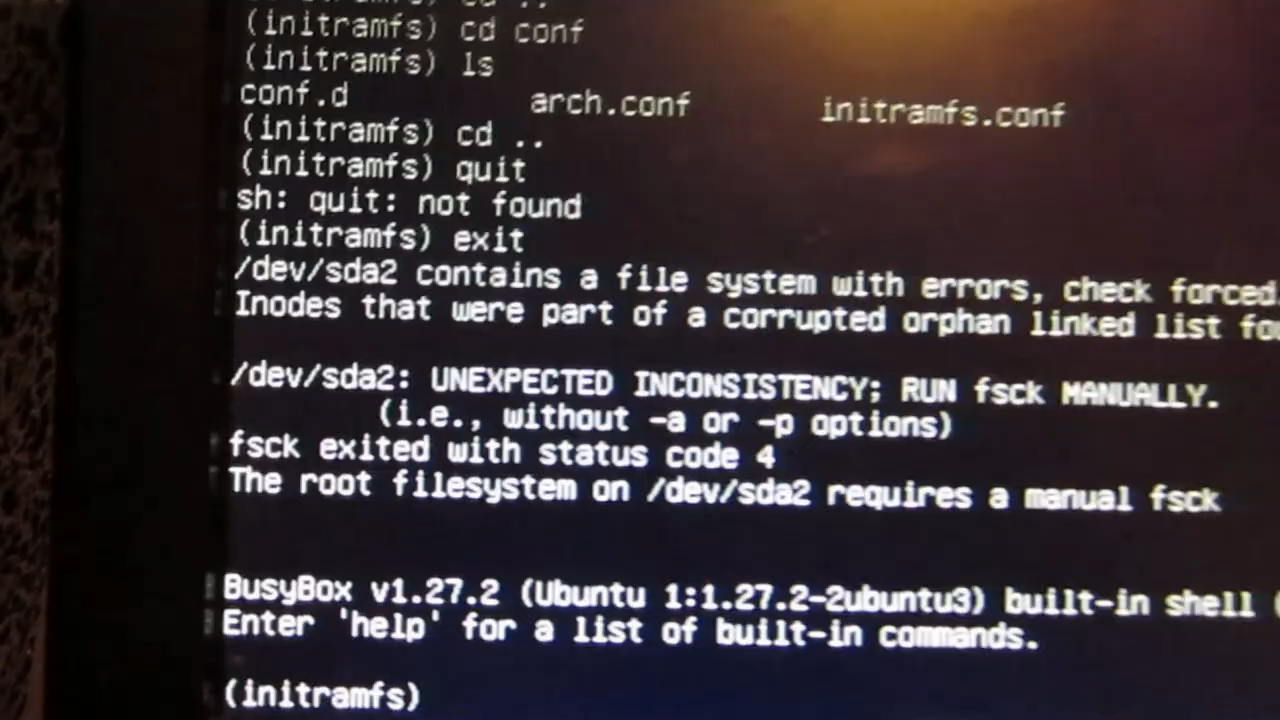 cd ..
(initramfs) cd conf
(initramfs) ls
conf.d arch.conf initramfs.conf
(initramfs) cd ..
(initramfs) quit
sh: quit: not found
(initramfs) exit
/dev/sda2 contains a file system with errors, check forced
Inodes that were part of a corrupted orphan linked list
/dev/sda2: UNEXPECTED INCONSISTENCY; RUN fsck MANUALLY.
(i.e., without -a or -p options)
fsck exited with status code 4
The root filesystem on /dev/sda2 requires a manual fsck
BusyBox v1.27.2 (Ubuntu 1:1.27.2-2ubuntu3) built-in shell (
Enter 'help' for a list of built-in commands.
(initramfs)